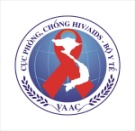 CỤC PHÒNG, CHỐNG HIV/AIDS - BỘ Y TẾ
VAAC